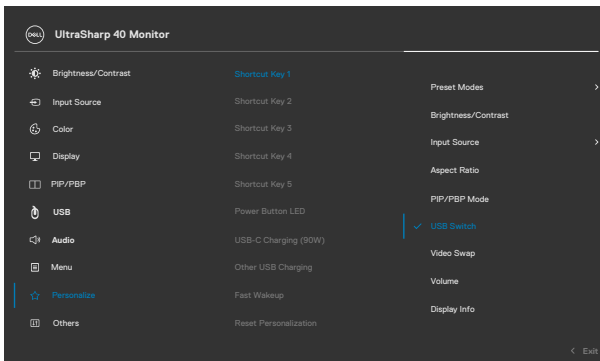 DELL
UltraSharp 40 Monitor
Brightness/Contrast
Input Source
Color
Display
PIP/PBP
USB
Audio
Menu
Personalize
Others
Shortcut Key 1
Shortcut Key 2
Shortcut Key 3
Shortcut Key 4
Shortcut Key 5
Power Button LED
USB-C Charging (90W)
Other USB Charging
Fast Wakeup
Reset Personalization
Preset Modes
Brightness/Contrast
Input Source
Aspect Ratio
PIP/PBP Mode
USB Switch
Video Swap
Volume
Display Info
Exit